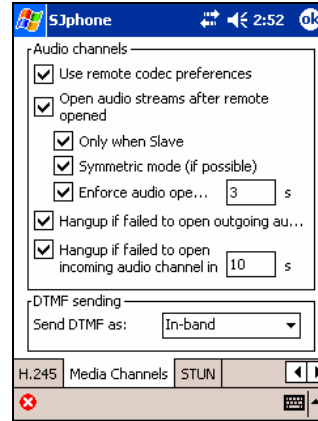 SJphone 2:52 ok
Audio channels
Use remote codec preferences
Open audio streams after remote
opened
Only when Slave
Symmetric mode (if possible)
Enforce audio ope... 3 s
Hangup if failed to open outgoing au...
Hangup if failed to open
incoming audio channel in 10 s
DTMF sending
Send DTMF as: In-band
H.245 Media Channels STUN